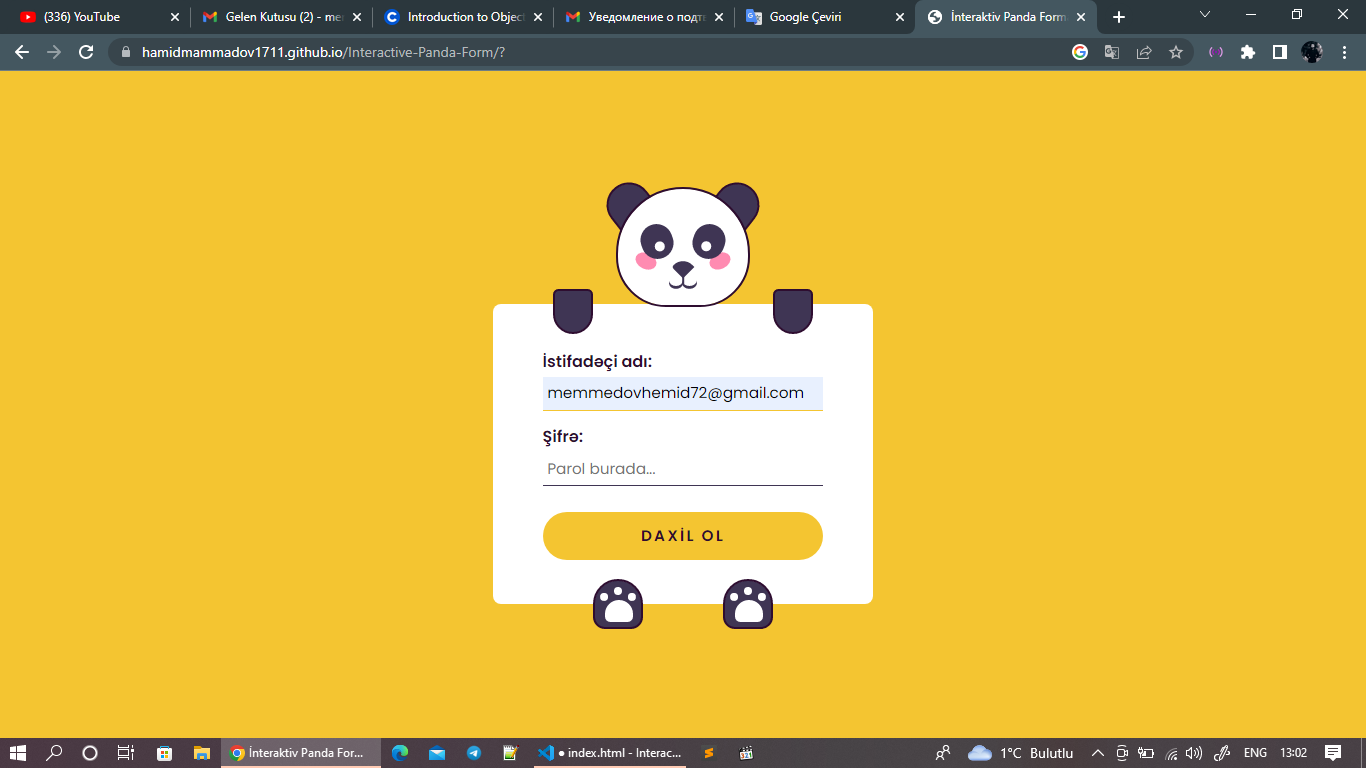 (336) YouTube
Gelen Kutusu (2) - me
Introduction to Objec
Уведомление о подтв
Google Çeviri
İnteraktiv Panda Form
hamidmammadov1711.github.io/Interactive-Panda-Form/?
İstifadəçi adı:
memmedovhemid72@gmail.com
Şifrə:
Parol burada...
DAXİL OL
İnteraktiv Panda For...
● index.html - Interac...
1°C Bulutlu
ENG
13:02